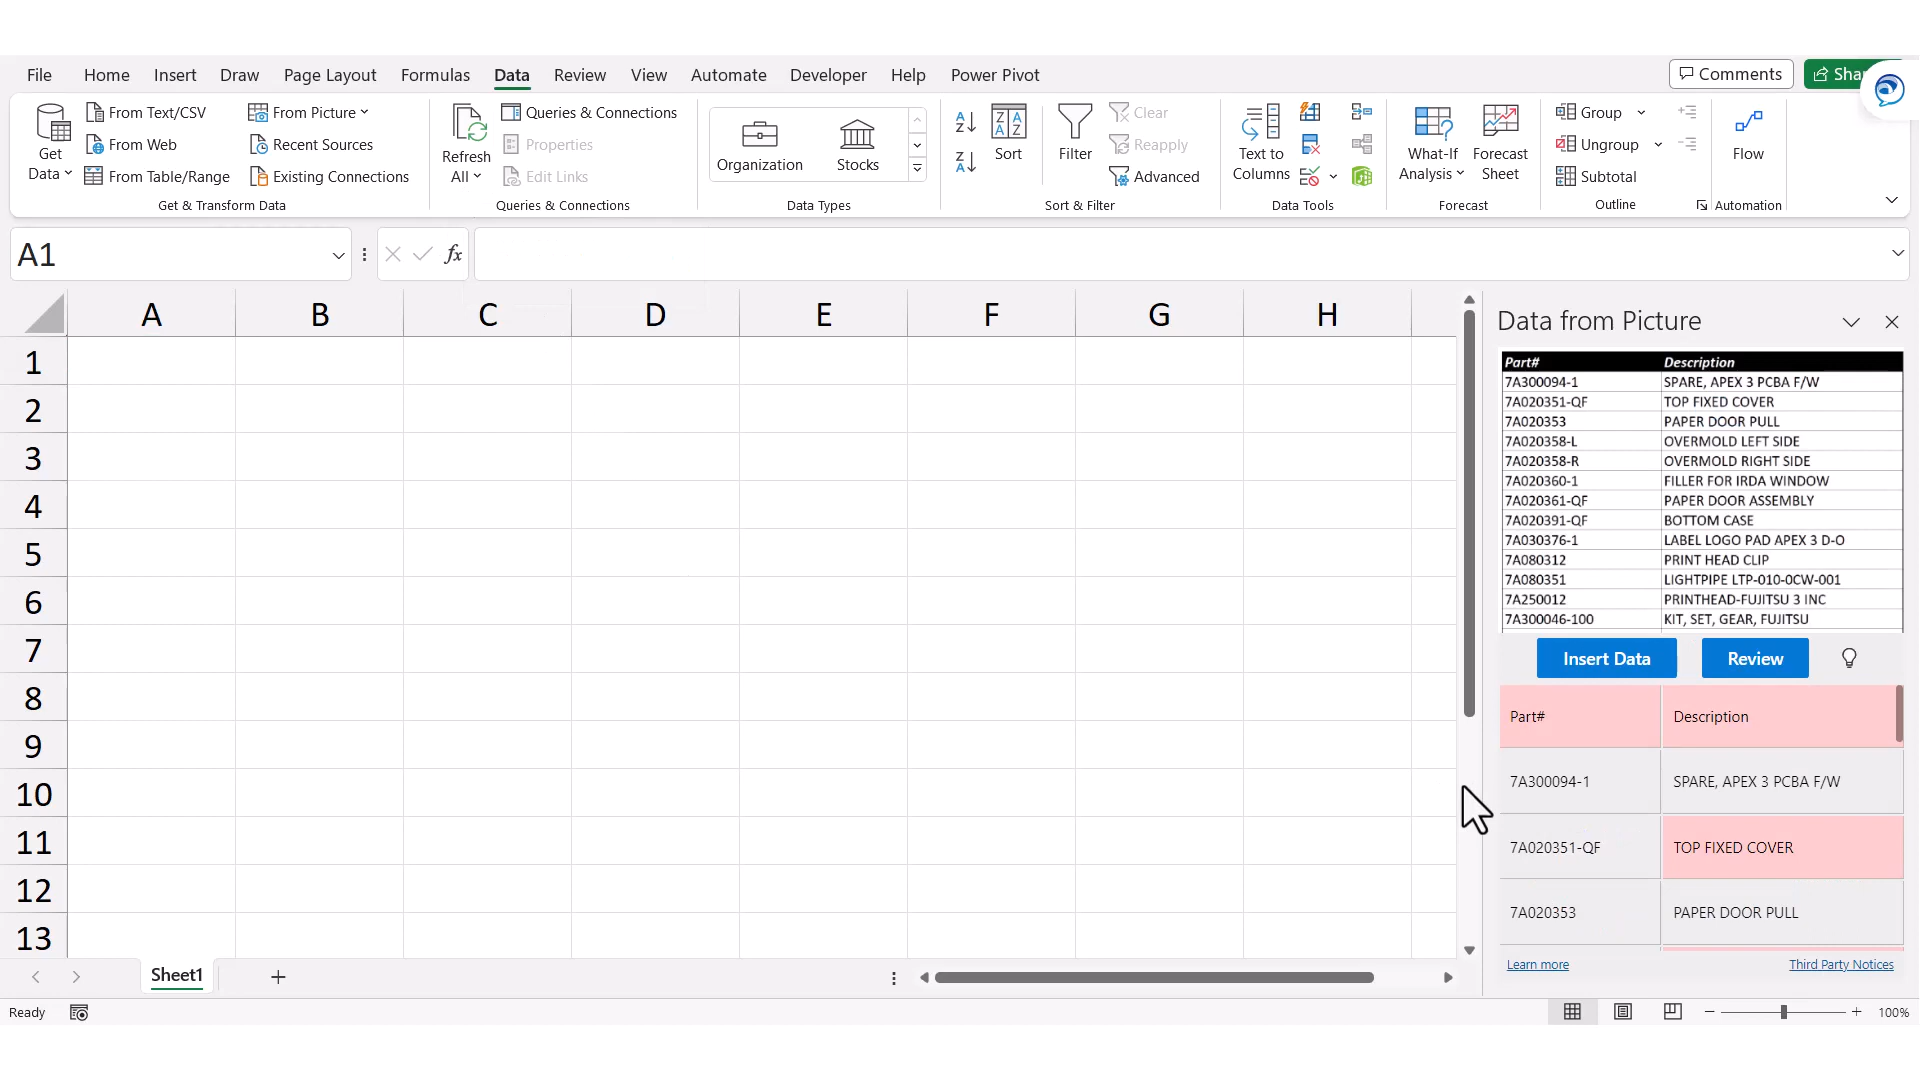 File Home Insert Draw Page Layout Formulas Data Review View Automate Developer Help Power Pivot Comments
Get Data
From Text/CSV
From Web
From Table/Range
From Picture
Recent Sources
Existing Connections
Get & Transform Data
Refresh All
Queries & Connections
Properties
Edit Links
Queries & Connections
Organization
Stocks
Data Types
Sort
Filter
Clear
Reapply
Advanced
Sort & Filter
Text to Columns
Data Tools
What-If Analysis
Forecast Sheet
Forecast
Group
Ungroup
Subtotal
Outline
Flow
Automation
A1
fx
A B C D E F G H
1
2
3
4
5
6
7
8
9
10
11
12
13
Data from Picture
Part# Description
7A300094-1 SPARE, APEX 3 PCBA F/W
7A020351-QF TOP FIXED COVER
7A020353 PAPER DOOR PULL
7A020358-L OVERMOLD LEFT SIDE
7A020358-R OVERMOLD RIGHT SIDE
7A020360-1 FILLER FOR IRDA WINDOW
7A020361-QF PAPER DOOR ASSEMBLY
7A020391-QF BOTTOM CASE
7A030376-1 LABEL LOGO PAD APEX 3 D-O
7A080312 PRINT HEAD CLIP
7A080351 LIGHTPIPE LTP-010-0CW-001
7A250012 PRINTHEAD-FUJITSU 3 INC
7A300046-100 KIT, SET, GEAR, FUJITSU
Insert Data Review
Part# Description
7A300094-1 SPARE, APEX 3 PCBA F/W
7A020351-QF TOP FIXED COVER
7A020353 PAPER DOOR PULL
Learn more Third Party Notices
Sheet1
Ready
100%